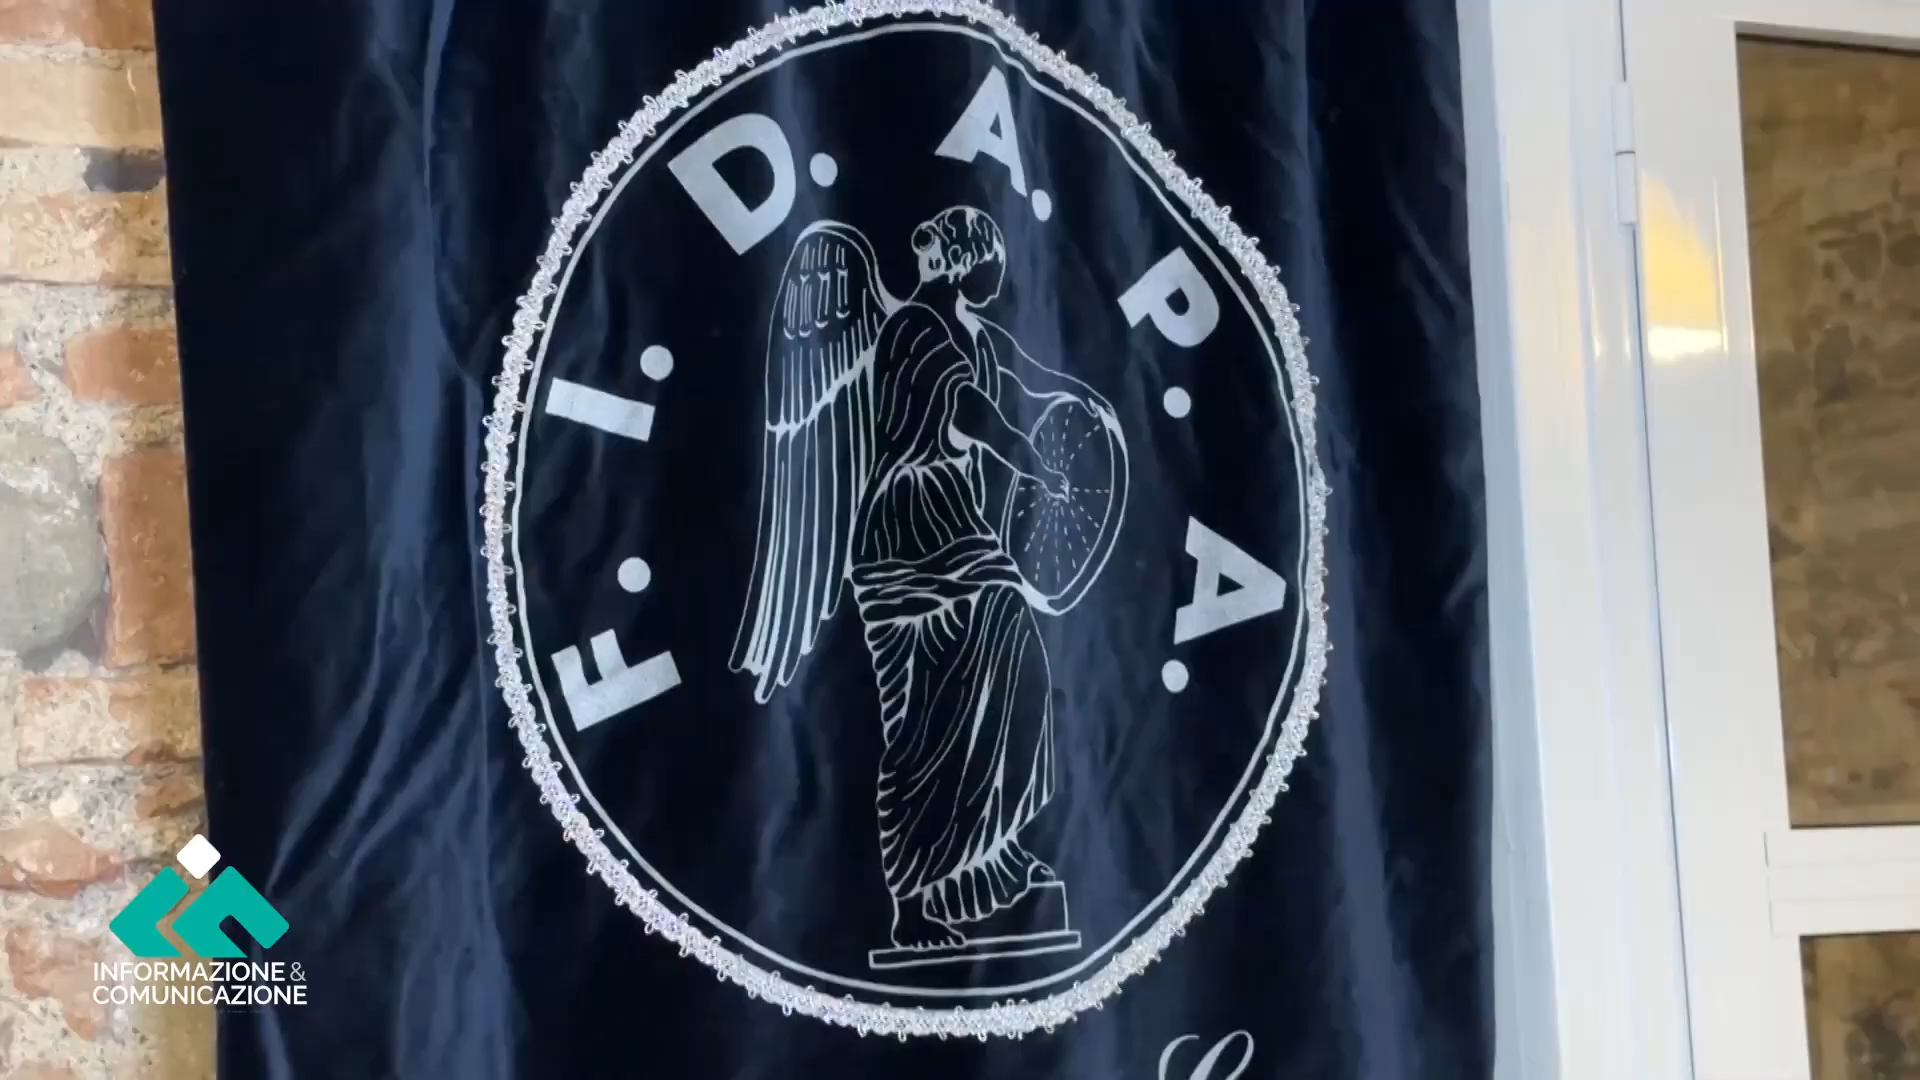 F. I. D. A. P. A.
INFORMAZIONE &
COMUNICAZIONE